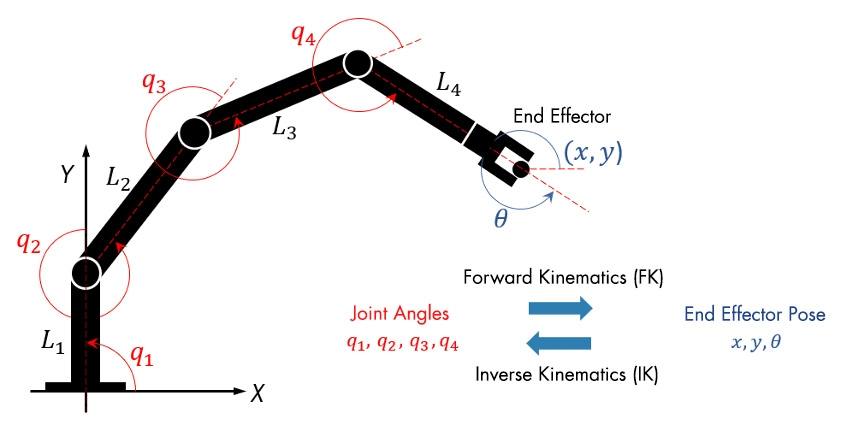 q₄
q₃
L₄
End Effector
L₃
(x, y)
Y
L₂
θ
q₂
Forward Kinematics (FK)
Joint Angles
End Effector Pose
L₁
q₁
q₁, q₂, q₃, q₄
x, y, θ
Inverse Kinematics (IK)
X